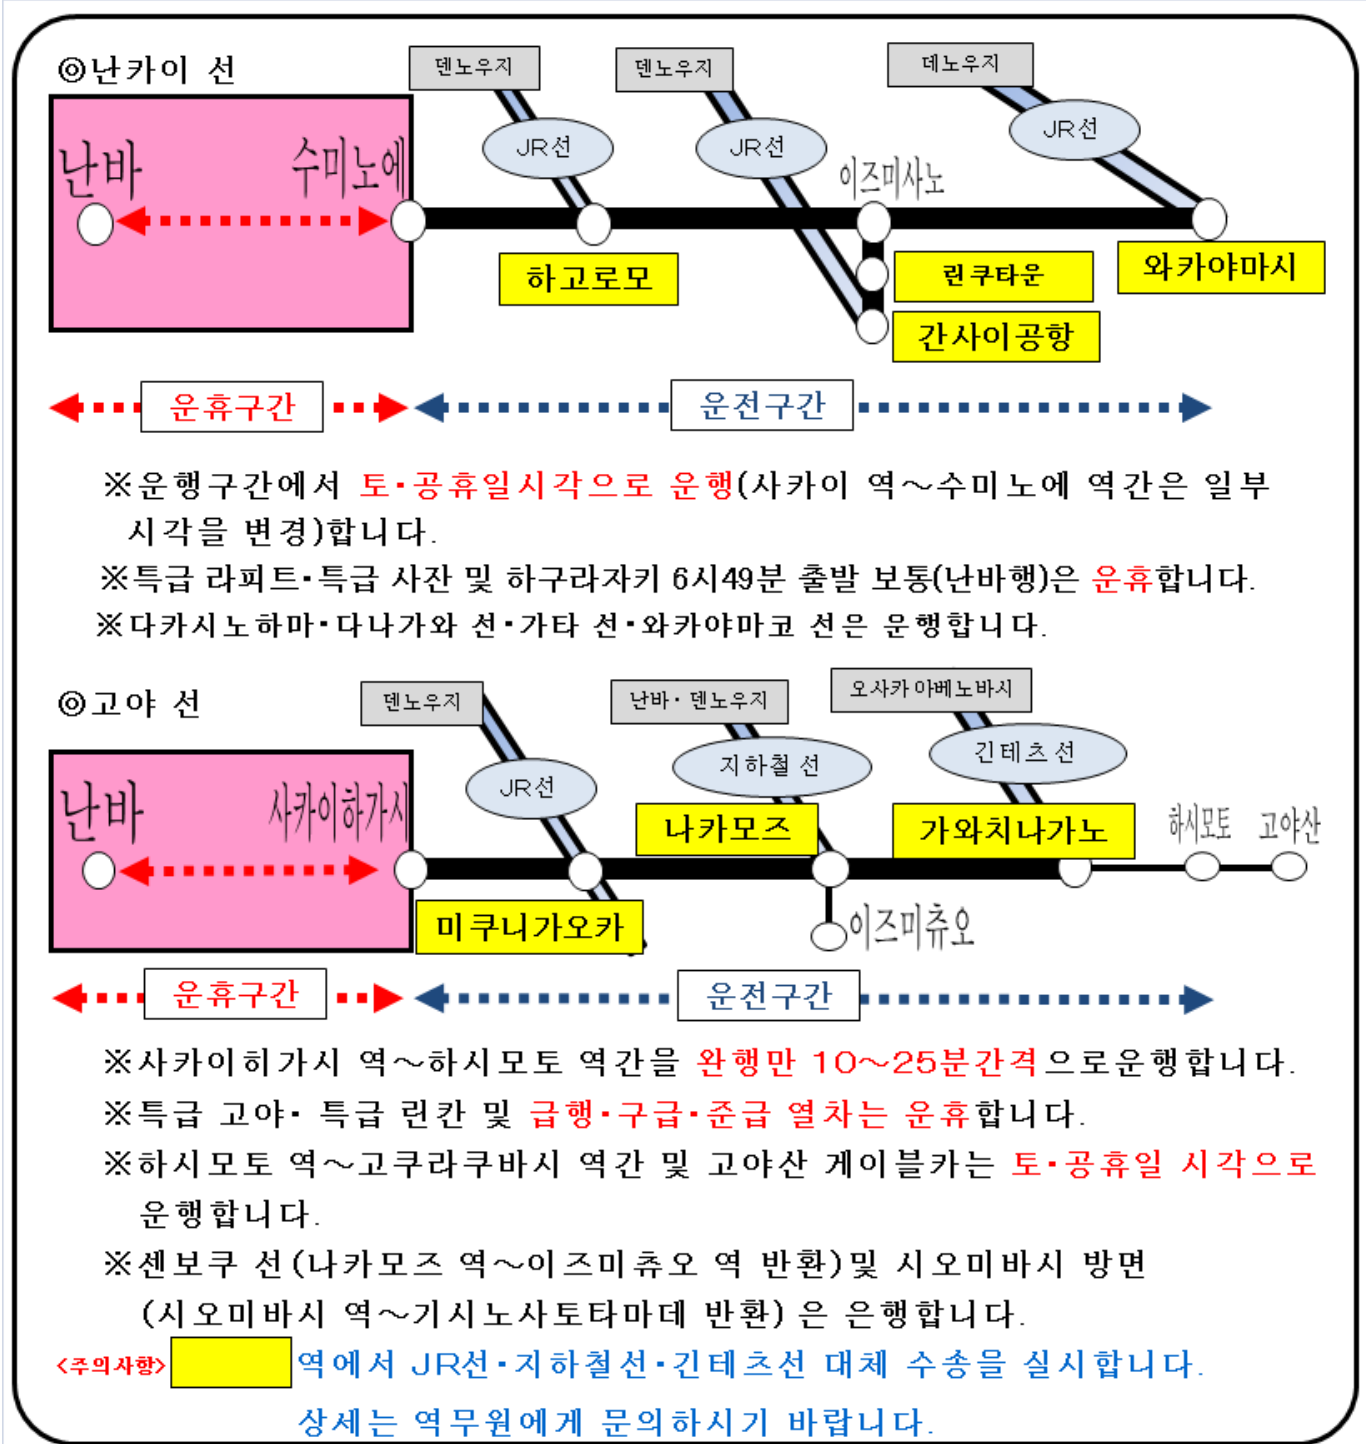 ◎난카이 선
덴노우지
덴노우지
데노우지
JR선
JR선
JR선
난바
수미노에
이즈미사노
하고로모
린쿠타운
와카야마시
간사이공항
운휴구간
운전구간
※운행구간에서 토·공휴일시각으로 운행(사카이 역～수미노에 역간은 일부
시각을 변경)합니다.
※특급 라피트·특급 사잔 및 하구라자키 6시49분 출발 보통(난바행)은 운휴합니다.
※다카시노하마·다나가와 선·가타 선·와카야마코 선은 운행합니다.
◎고야 선
덴노우지
난바·덴노우지
오사카아베노바시
JR선
지하철 선
긴테츠 선
난바
사카이하가시
나카모즈
가와치나가노
하시모토
고야산
미쿠니가오카
이즈미츄오
운휴구간
운전구간
※사카이히가시 역～하시모토 역간을 완행만 10～25분간격으로운행합니다.
※특급 고야· 특급 린칸 및 급행·구급·준급 열차는 운휴합니다.
※하시모토 역～고쿠라쿠바시 역간 및 고야산 게이블카는 토·공휴일 시각으로
운행합니다.
※센보쿠 선(나카모즈 역～이즈미츄오 역 반환)및 시오미바시 방면
(시오미바시 역～기시노사토타마데 반환) 은 은행합니다.
<주의사항> 역에서 JR선·지하철선·긴테츠선 대체 수송을 실시합니다.
상세는 역무원에게 문의하시기 바랍니다.